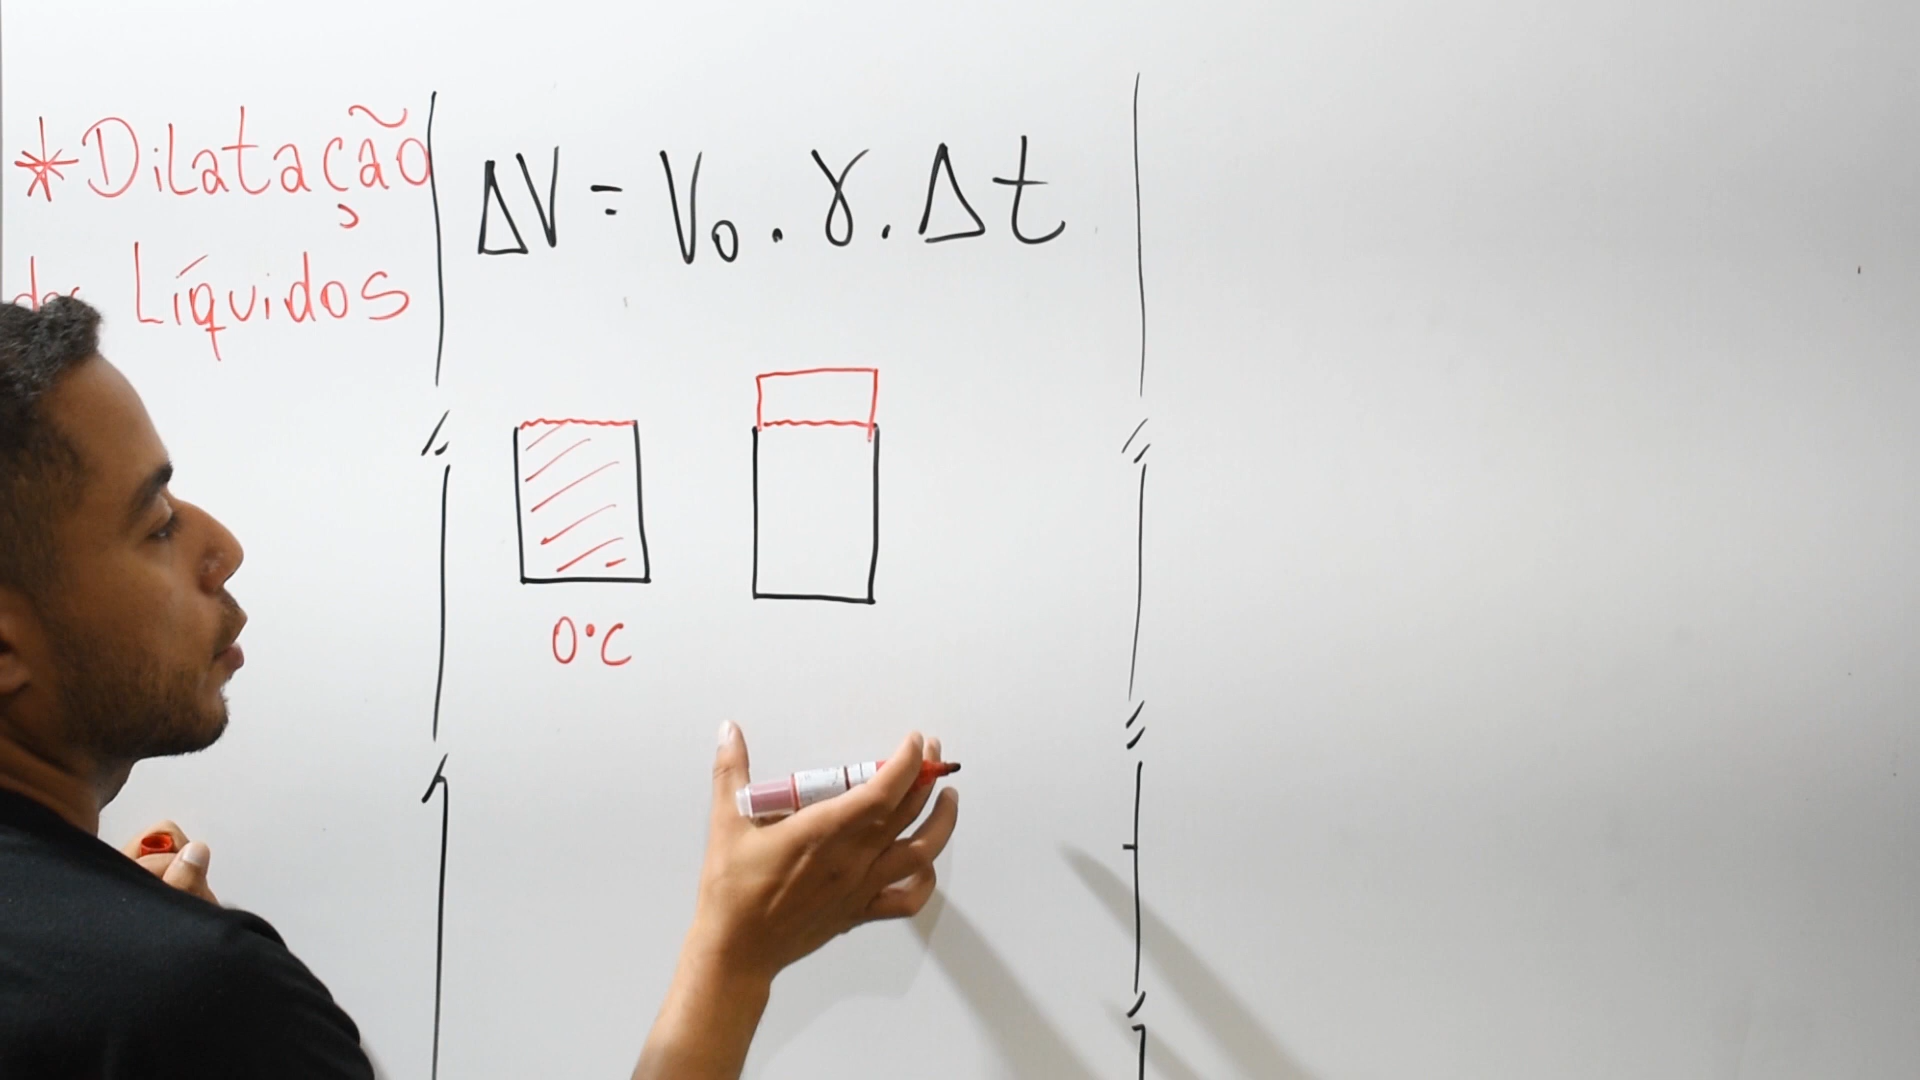 *Dilatação
Líquidos
ΔV = V₀ . γ . Δt
0°C